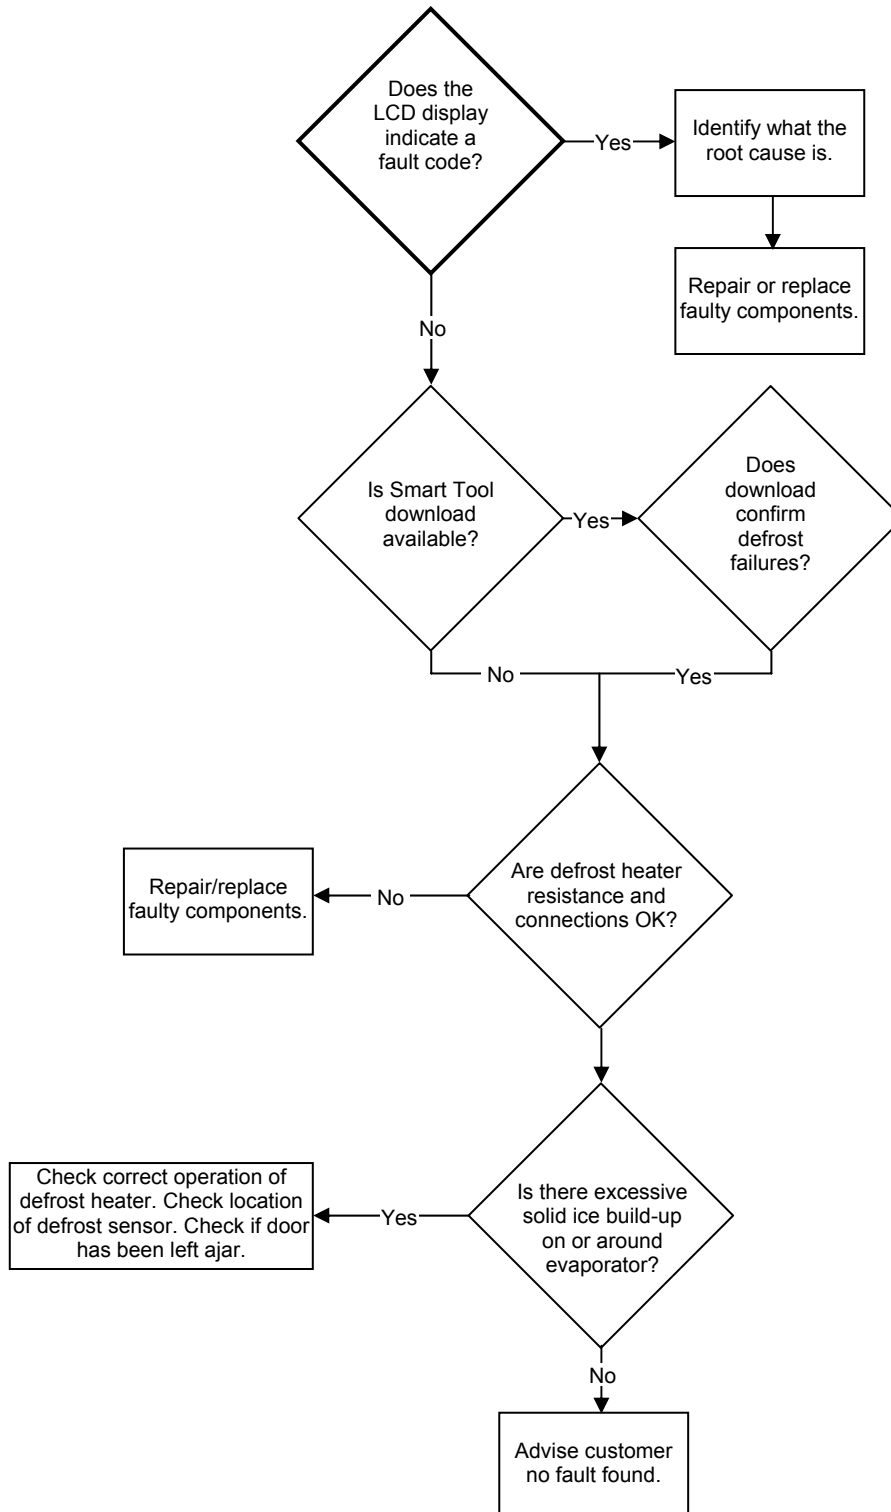 Does the
LCD display
indicate a
fault code?
Yes
Identify what the
root cause is.
Repair or replace
faulty components.
No
Is Smart Tool
download
available?
Yes
Does
download
confirm
defrost
failures?
No
Yes
Are defrost heater
resistance and
connections OK?
No
Repair/replace
faulty components.
Is there excessive
solid ice build-up
on or around
evaporator?
Yes
Check correct operation of
defrost heater. Check location
of defrost sensor. Check if door
has been left ajar.
No
Advise customer
no fault found.